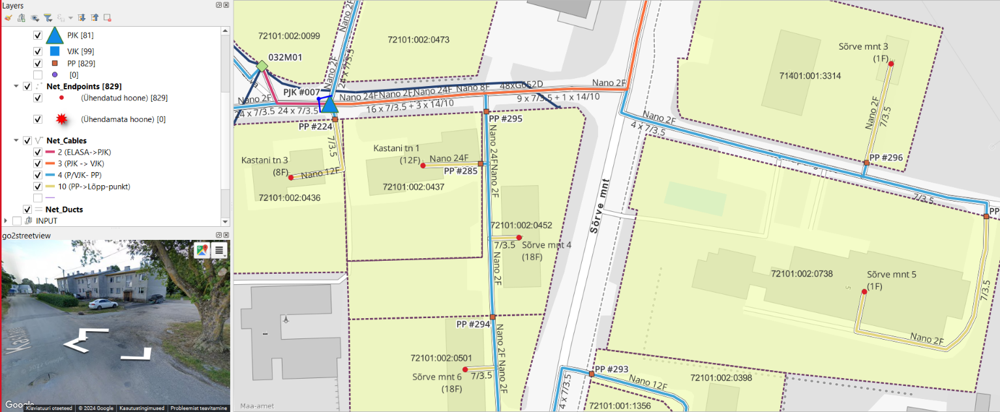 Layers
PJK [81]
VJK [99]
PP [829]
[0]
Net_Endpoints [829]
(Ühendatud hoone) [829]
(Ühendamata hoone) [0]
Net_Cables
2 (ELASA->PJK)
3 (PJK -> VJK)
4 (P/VJK- PP)
10 (PP->Lõpp-punkt)
Net_Ducts
INPUT
go2streetview
Google
Klaviatuuri otseteed
© 2024 Google
Kasutustingimused
Probleemist teavitamine
72101:002:0099
72101:002:0473
032M01
Nano 2F
Nano 2F
24 x 7/3.5
PJK #007
Nano 2F
Nano 24F
Nano 2F
Nano 24F
Nano 8F
48xG652D
Nano 2F
24 x 7/3.5
24 x 7/3.5
16 x 7/3.5 + 3 x 14/10
9 x 7/3.5 + 1 x 14/10
PP #224
PP #295
7/3.5
Kastani tn 3
(8F)
Nano 12F
72101:002:0436
Kastani tn 1
(12F)
Nano 24F
PP #285
72101:002:0437
Nano 24F
Nano 2F
72101:002:0452
7/3.5
Sõrve mnt 4
(18F)
Nano 2F
PP #294
72101:002:0501
Sõrve mnt 6
(18F)
7/3.5
Nano 2F
Nano 2F
Maa-amet
Sõrve mnt
Sõrve mnt 3
(1F)
71401:001:3314
Nano 2F
7/3.5
Nano 2F
4 x 7/3.5
PP #296
7/3.5
PP
72101:002:0738
Sõrve mnt 5
(1F)
7/3.5
Nano 2F
PP #293
Nano 12F
4 x 7/3.5
72101:002:0398
72101:001:1356